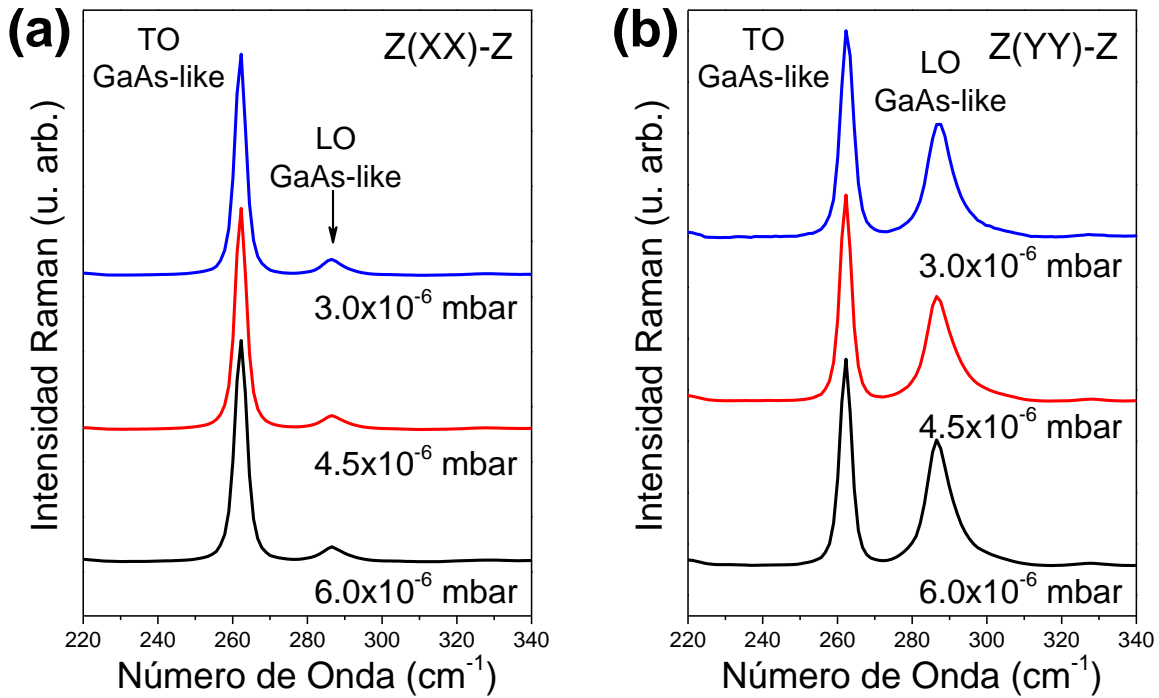 (a)
TO
GaAs-like
Z(XX)-Z
LO
GaAs-like
3.0x10⁻⁶ mbar
4.5x10⁻⁶ mbar
6.0x10⁻⁶ mbar
Intensidad Raman (u. arb.)
220 240 260 280 300 320 340
Número de Onda (cm⁻¹)
(b)
TO
GaAs-like
Z(YY)-Z
LO
GaAs-like
3.0x10⁻⁶ mbar
4.5x10⁻⁶ mbar
6.0x10⁻⁶ mbar
Intensidad Raman (u. arb.)
220 240 260 280 300 320 340
Número de Onda (cm⁻¹)